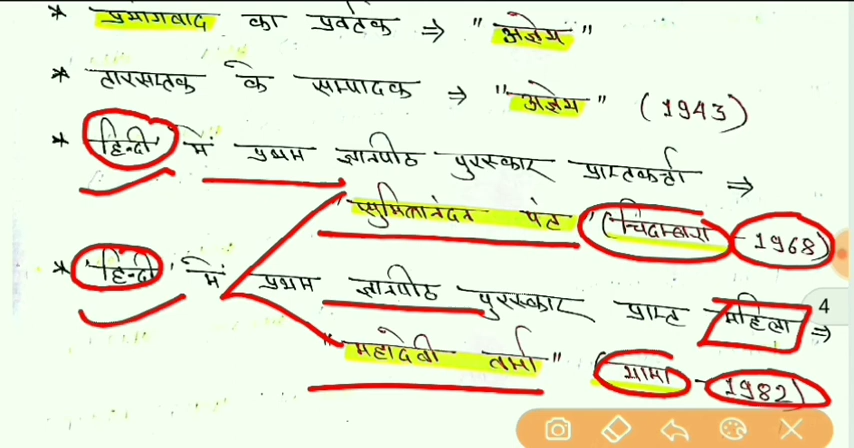 * प्रयोगवाद का प्रवर्तक ⇒ "अज्ञेय"
* तारसप्तक के सम्पादक ⇒ "अज्ञेय" (1943)
* 'हिन्दी' में प्रथम ज्ञानपीठ पुरस्कार प्राप्तकर्ता ⇒
"सुमित्रानंदन पंत" (चिदम्बरा - 1968)
* 'हिन्दी' में प्रथम ज्ञानपीठ पुरस्कार प्राप्त महिला ⇒
"महादेवी वर्मा" (यामा - 1982)
4